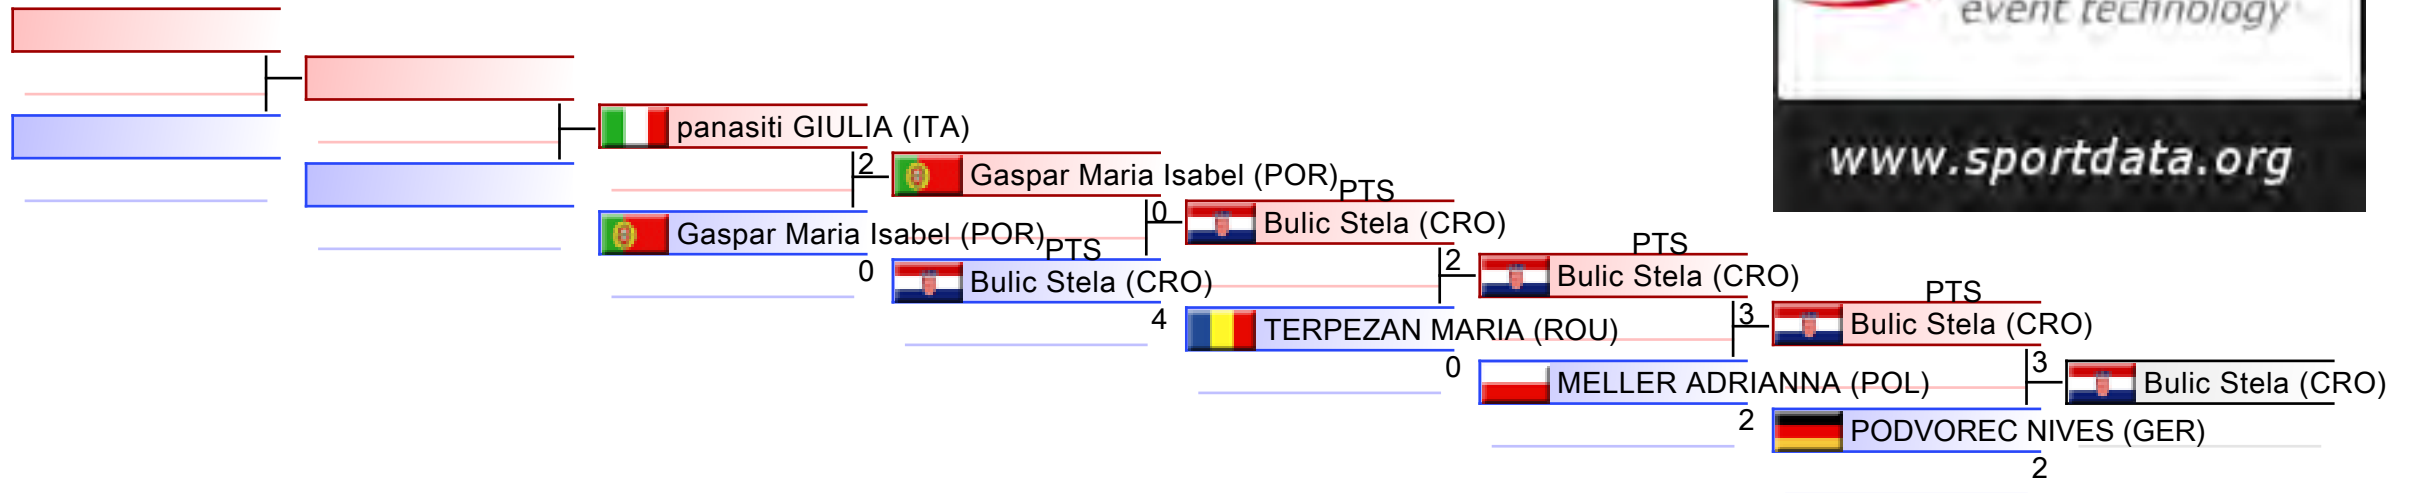 event technology
www.sportdata.org
panasiti GIULIA (ITA)
2
Gaspar Maria Isabel (POR)
0
Gaspar Maria Isabel (POR)
PTS
0
Bulic Stela (CRO)
4
PTS
Bulic Stela (CRO)
2
TERPEZAN MARIA (ROU)
0
PTS
Bulic Stela (CRO)
3
MELLER ADRIANNA (POL)
2
PTS
Bulic Stela (CRO)
3
PODVOREC NIVES (GER)
2
Bulic Stela (CRO)